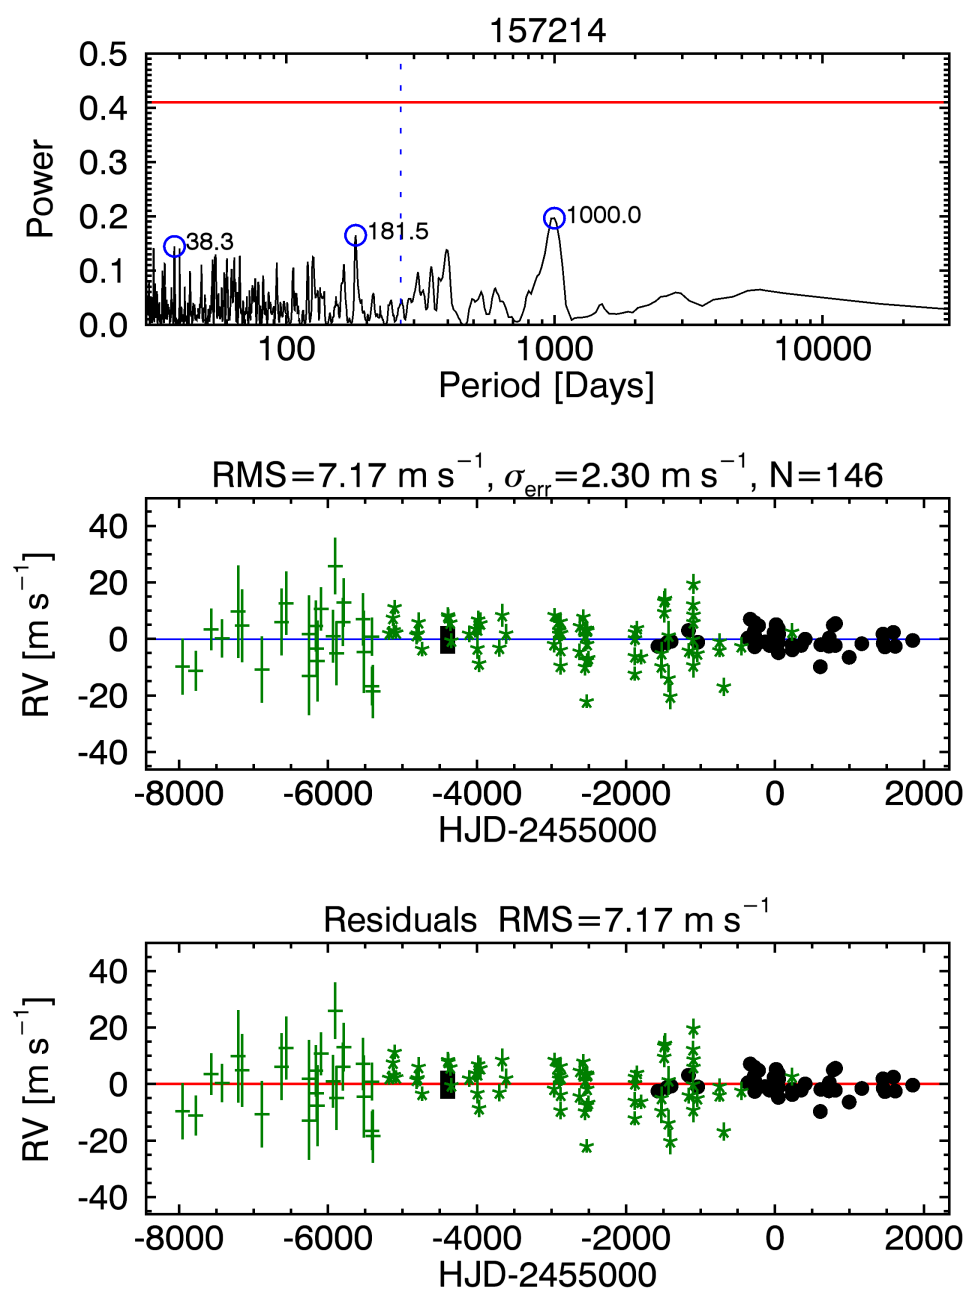 157214
0.5
0.4
0.3
0.2
0.1
0.0
Power
38.3
181.5
1000.0
100 1000 10000
Period [Days]
RMS=7.17 m s⁻¹, σ_err=2.30 m s⁻¹, N=146
40
20
0
-20
-40
RV [m s⁻¹]
-8000 -6000 -4000 -2000 0 2000
HJD-2455000
Residuals RMS=7.17 m s⁻¹
40
20
0
-20
-40
RV [m s⁻¹]
-8000 -6000 -4000 -2000 0 2000
HJD-2455000